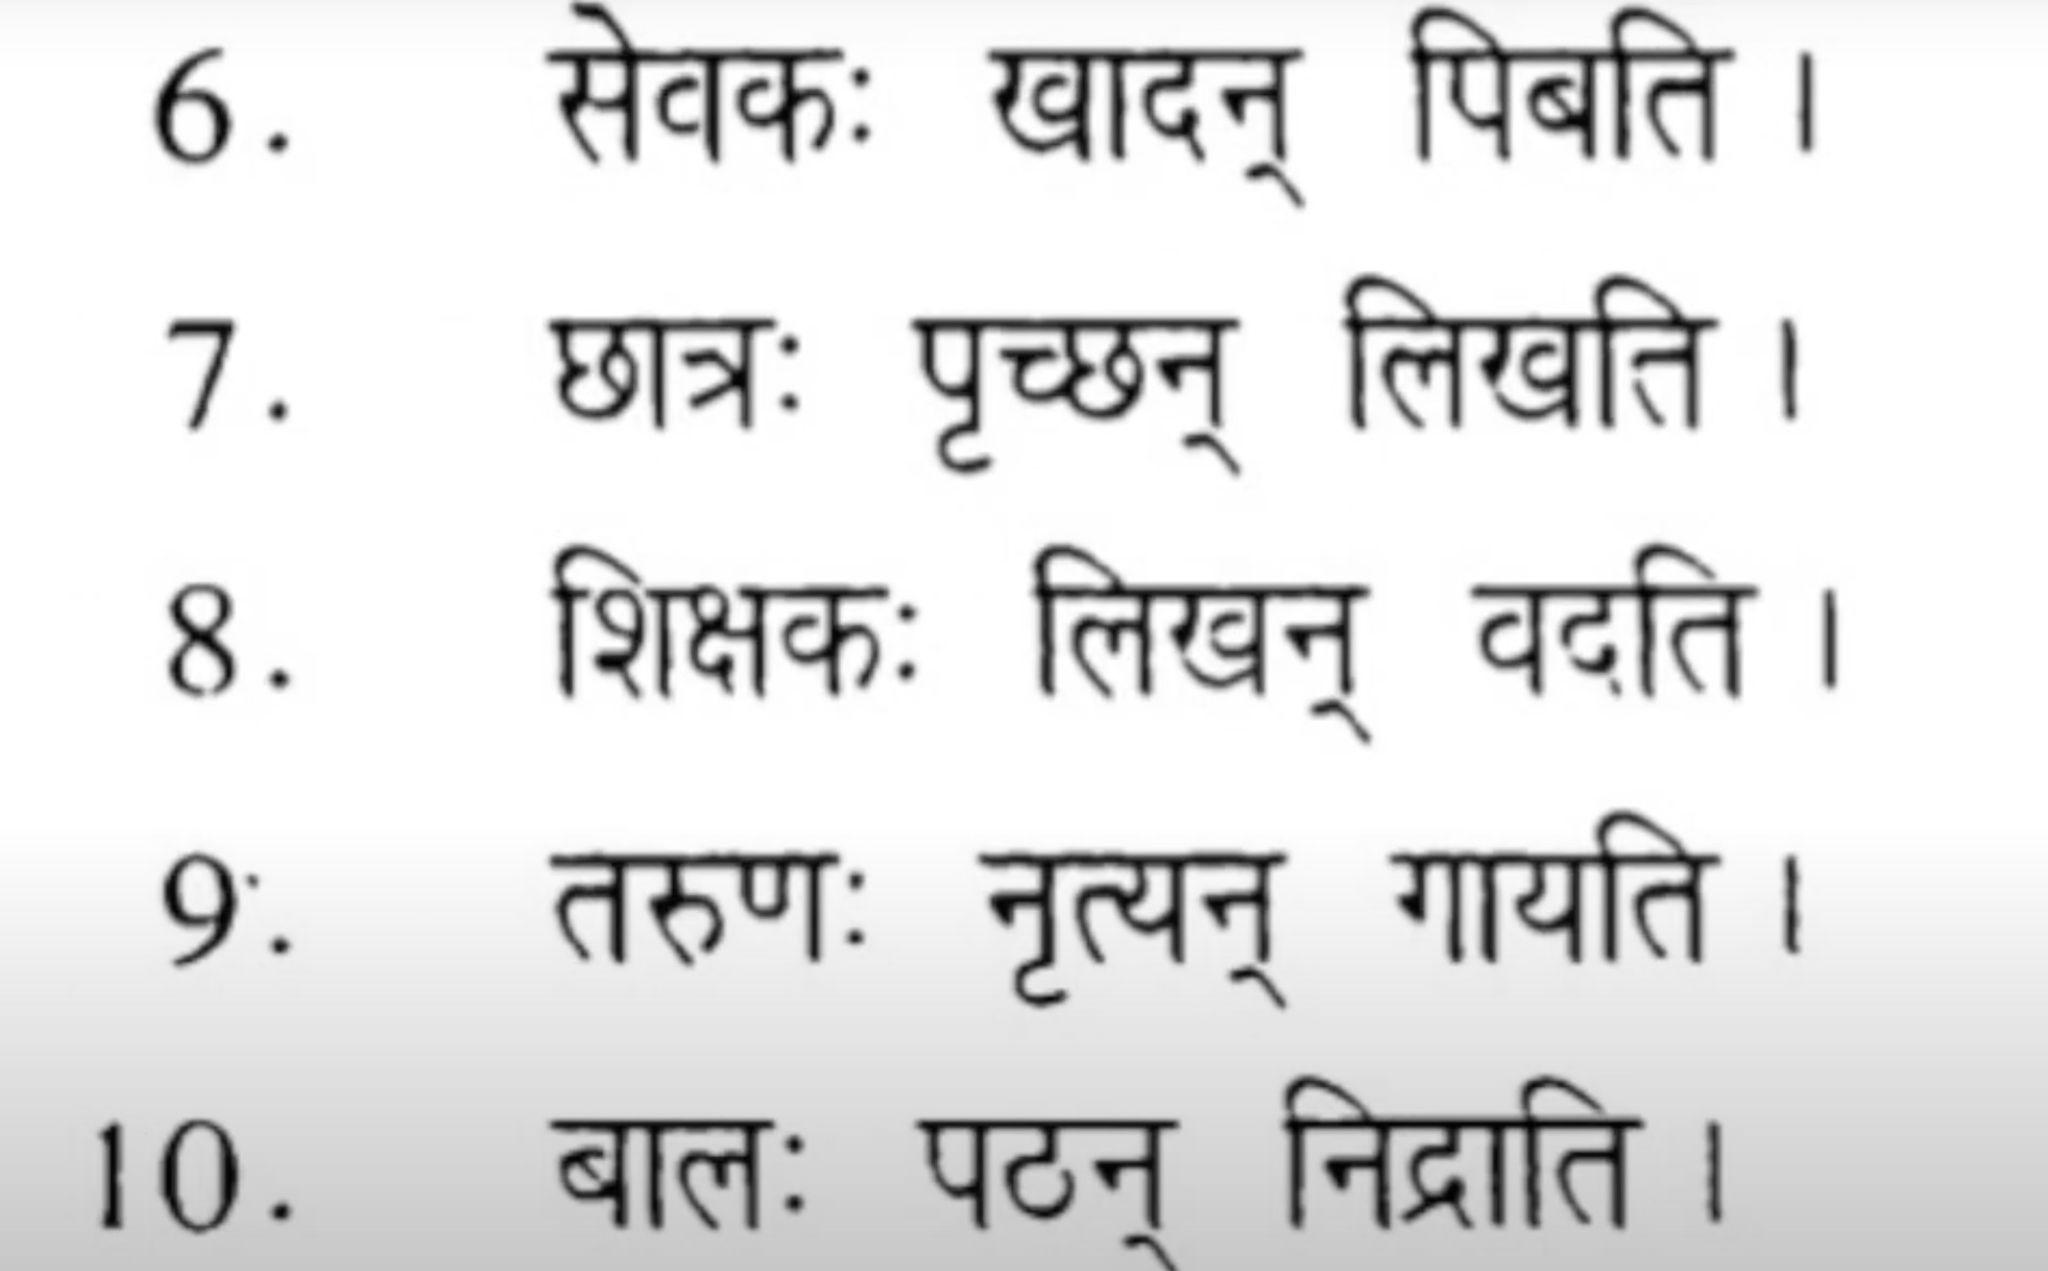 6. सेवकः खादन् पिबति ।
7. छात्रः पृच्छन् लिखति ।
8. शिक्षकः लिखन् वदति ।
9. तरुणः नृत्यन् गायति ।
10. बालः पठन् निद्राति ।